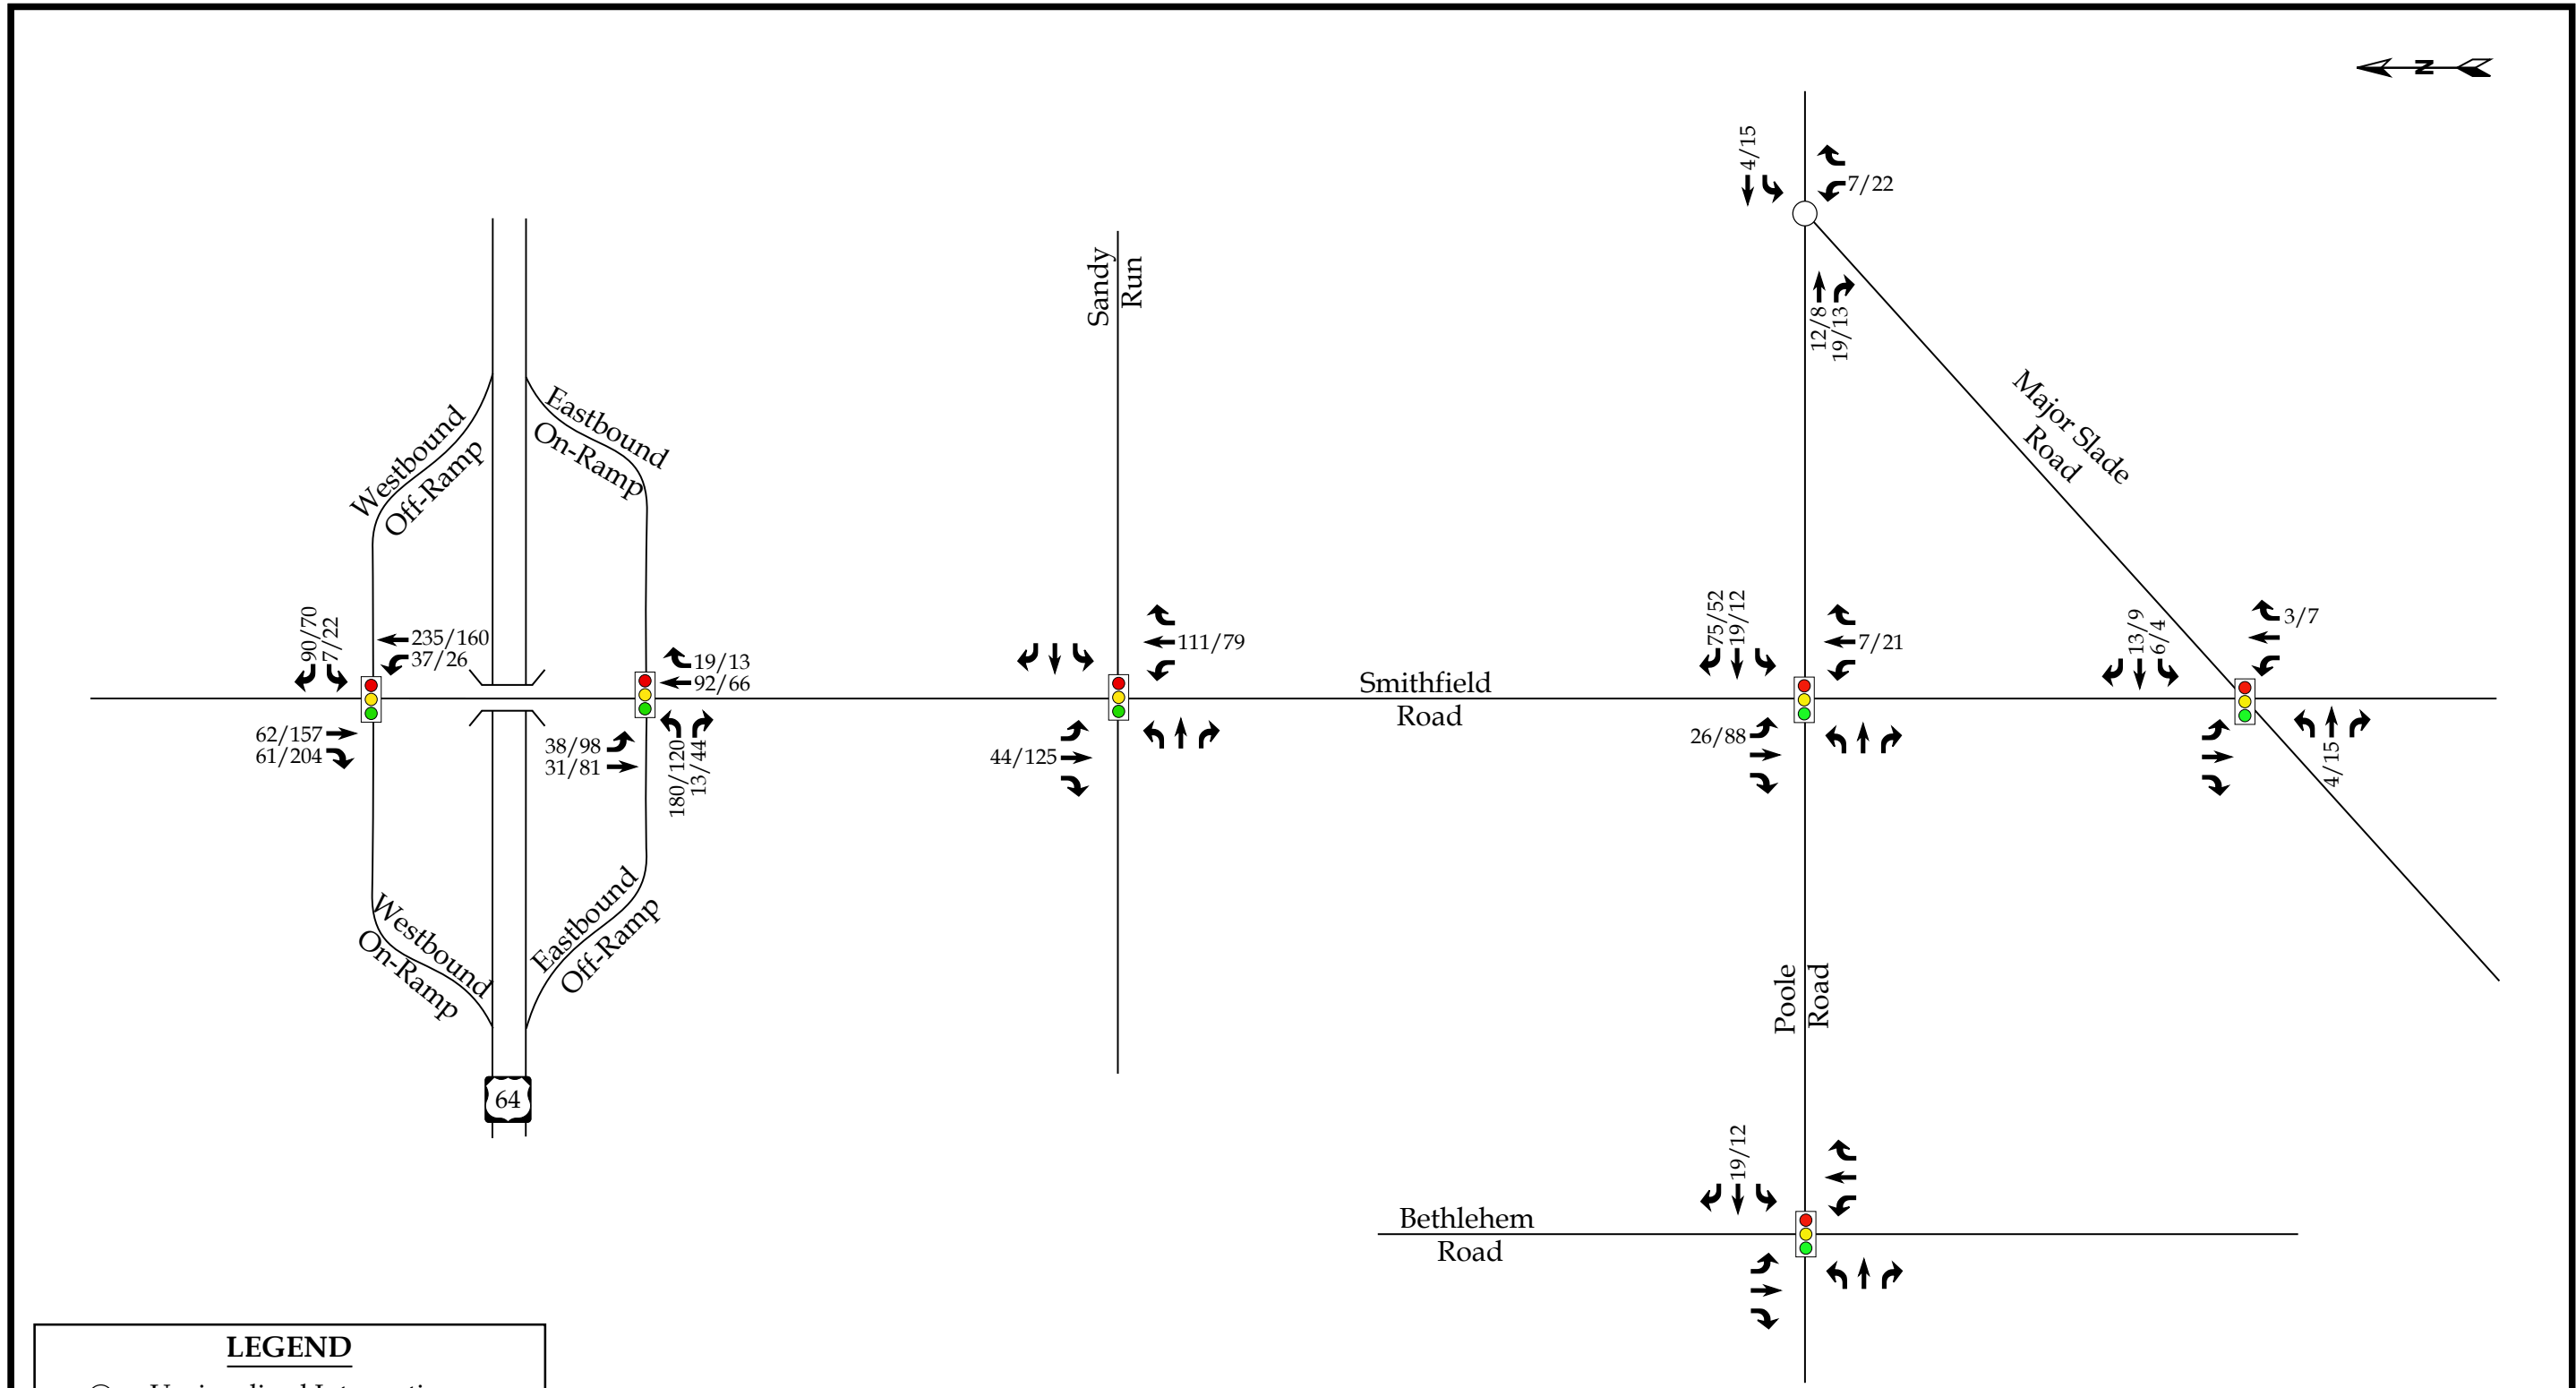 N
4/15
7/22
12/8
19/13
Sandy
Run
Major Slade
Road
Westbound
Off-Ramp
Eastbound
On-Ramp
90/70
7/22
235/160
37/26
62/157
61/204
19/13
92/66
38/98
31/81
180/120
13/44
111/79
44/125
Smithfield
Road
75/52
19/12
7/21
26/88
13/9
6/4
3/7
4/15
Westbound
On-Ramp
Eastbound
Off-Ramp
64
Poole
Road
19/12
Bethlehem
Road
LEGEND